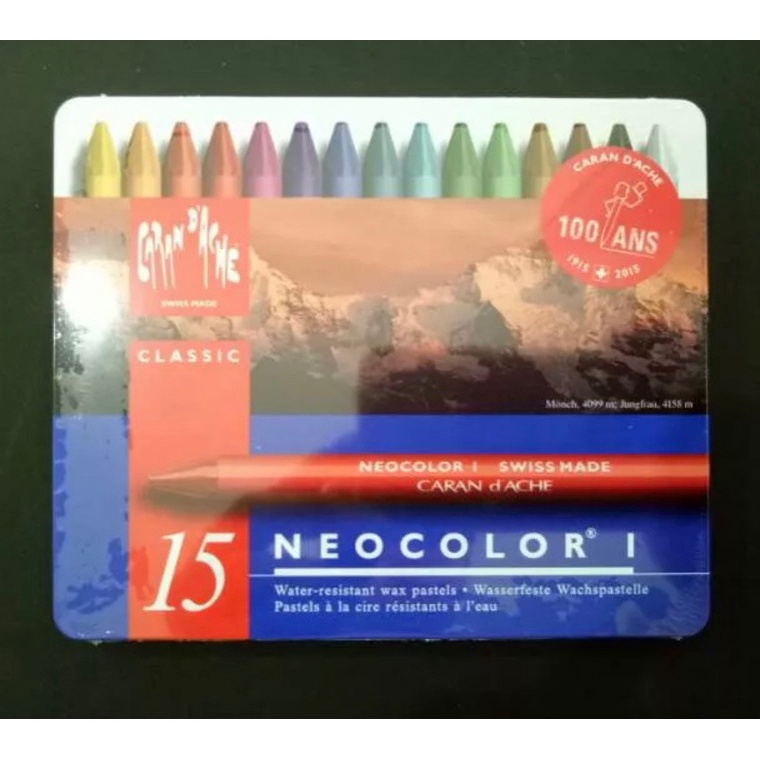 CARAN D'ACHE
100 ANS
1915 2015
CARAN D'ACHE
SWISS MADE
CLASSIC
Mönch, 4099 m; Jungfrau, 4158 m
NEOCOLOR I SWISS MADE
CARAN d'ACHE
15
NEOCOLOR® I
Water-resistant wax pastels • Wasserfeste Wachspastelle
Pastels à la cire résistants à l'eau